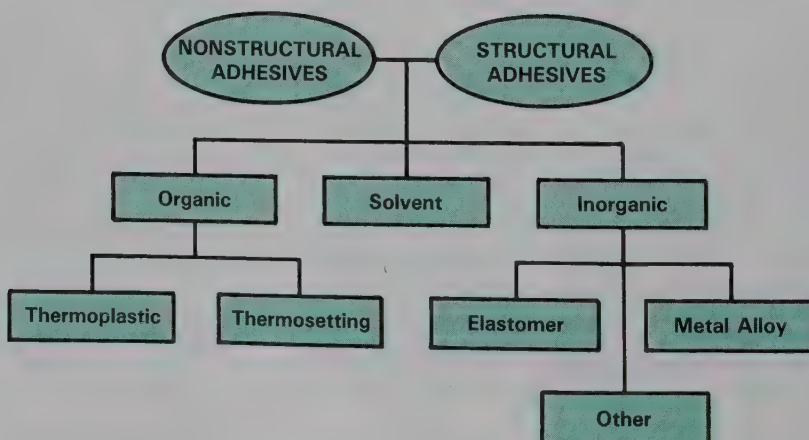 NONSTRUCTURAL
ADHESIVES
STRUCTURAL
ADHESIVES
Organic
Solvent
Inorganic
Thermoplastic
Thermosetting
Elastomer
Metal Alloy
Other